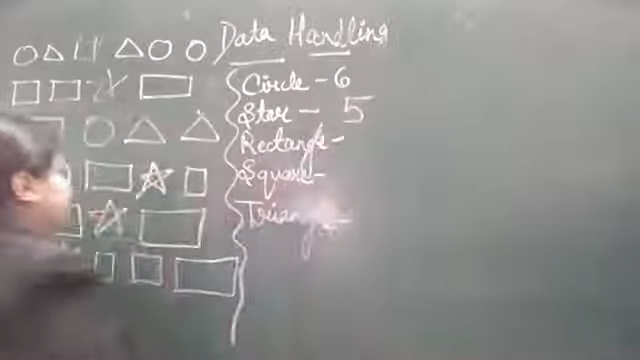 Data Handling
Circle - 6
Star - 5
Rectangle -
Square -
Triangle -